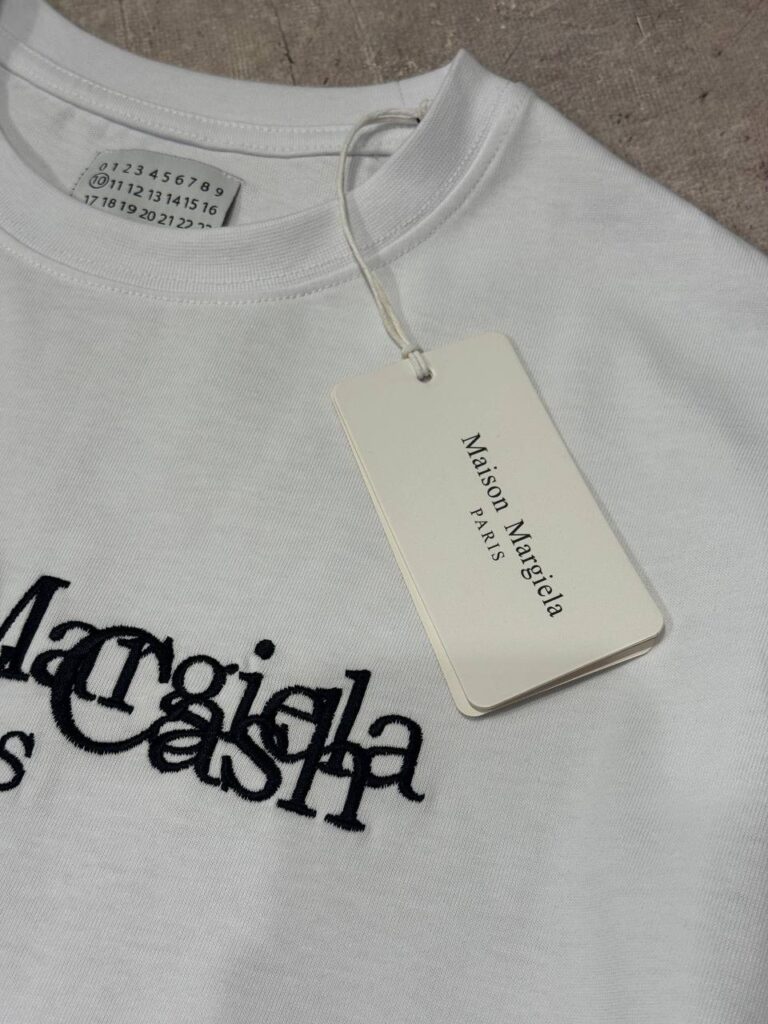 0 1 2 3 4 5 6 7 8 9
10 11 12 13 14 15 16
17 18 19 20 21 22
Maison Margiela
PARIS
Margiela
Cash
s